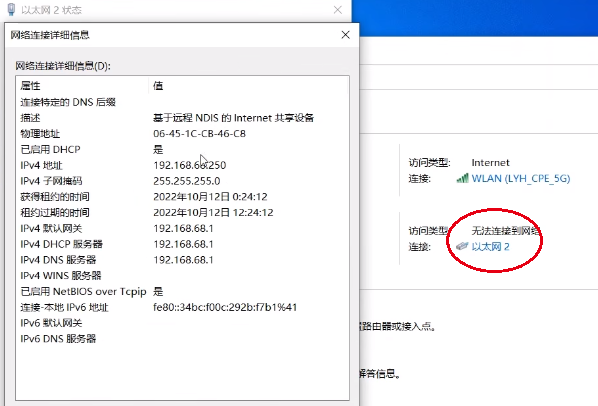 以太网 2 状态
网络连接详细信息
网络连接详细信息(D):
属性 值
连接特定的 DNS 后缀
描述 基于远程 NDIS 的 Internet 共享设备
物理地址 06-45-1C-CB-46-C8
已启用 DHCP 是
IPv4 地址 192.168.68.250
IPv4 子网掩码 255.255.255.0
获得租约的时间 2022年10月12日 0:24:12
租约过期的时间 2022年10月12日 12:24:12
IPv4 默认网关 192.168.68.1
IPv4 DHCP 服务器 192.168.68.1
IPv4 DNS 服务器 192.168.68.1
IPv4 WINS 服务器
已启用 NetBIOS over Tcpip 是
连接-本地 IPv6 地址 fe80::34bc:f00c:292b:f7b1%41
IPv6 默认网关
IPv6 DNS 服务器
访问类型: Internet
连接: WLAN (LYH_CPE_5G)
访问类型: 无法连接到网络
连接: 以太网 2
路由器或接入点。
解答信息。